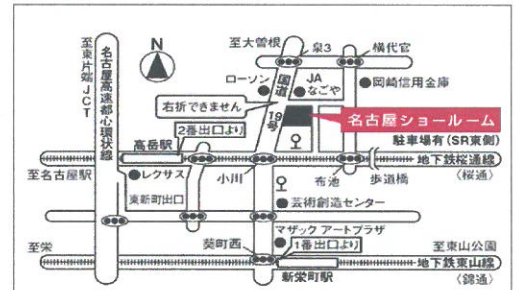 至東片端JCT
名古屋高速都心環状線
N
至大曽根
泉3
横代官
ローソン
国道19号
JA
なごや
岡崎信用金庫
右折できません
名古屋ショールーム
2番出口より
高岳駅
駐車場有(SR東側)
地下鉄桜通線
至名古屋駅
レクサス
小川
布池
歩道橋
〈桜通〉
東新町出口
芸術創造センター
マザック アートプラザ
至栄
葵町西
1番出口より
至東山公園
地下鉄東山線
新栄町駅
〈錦通〉